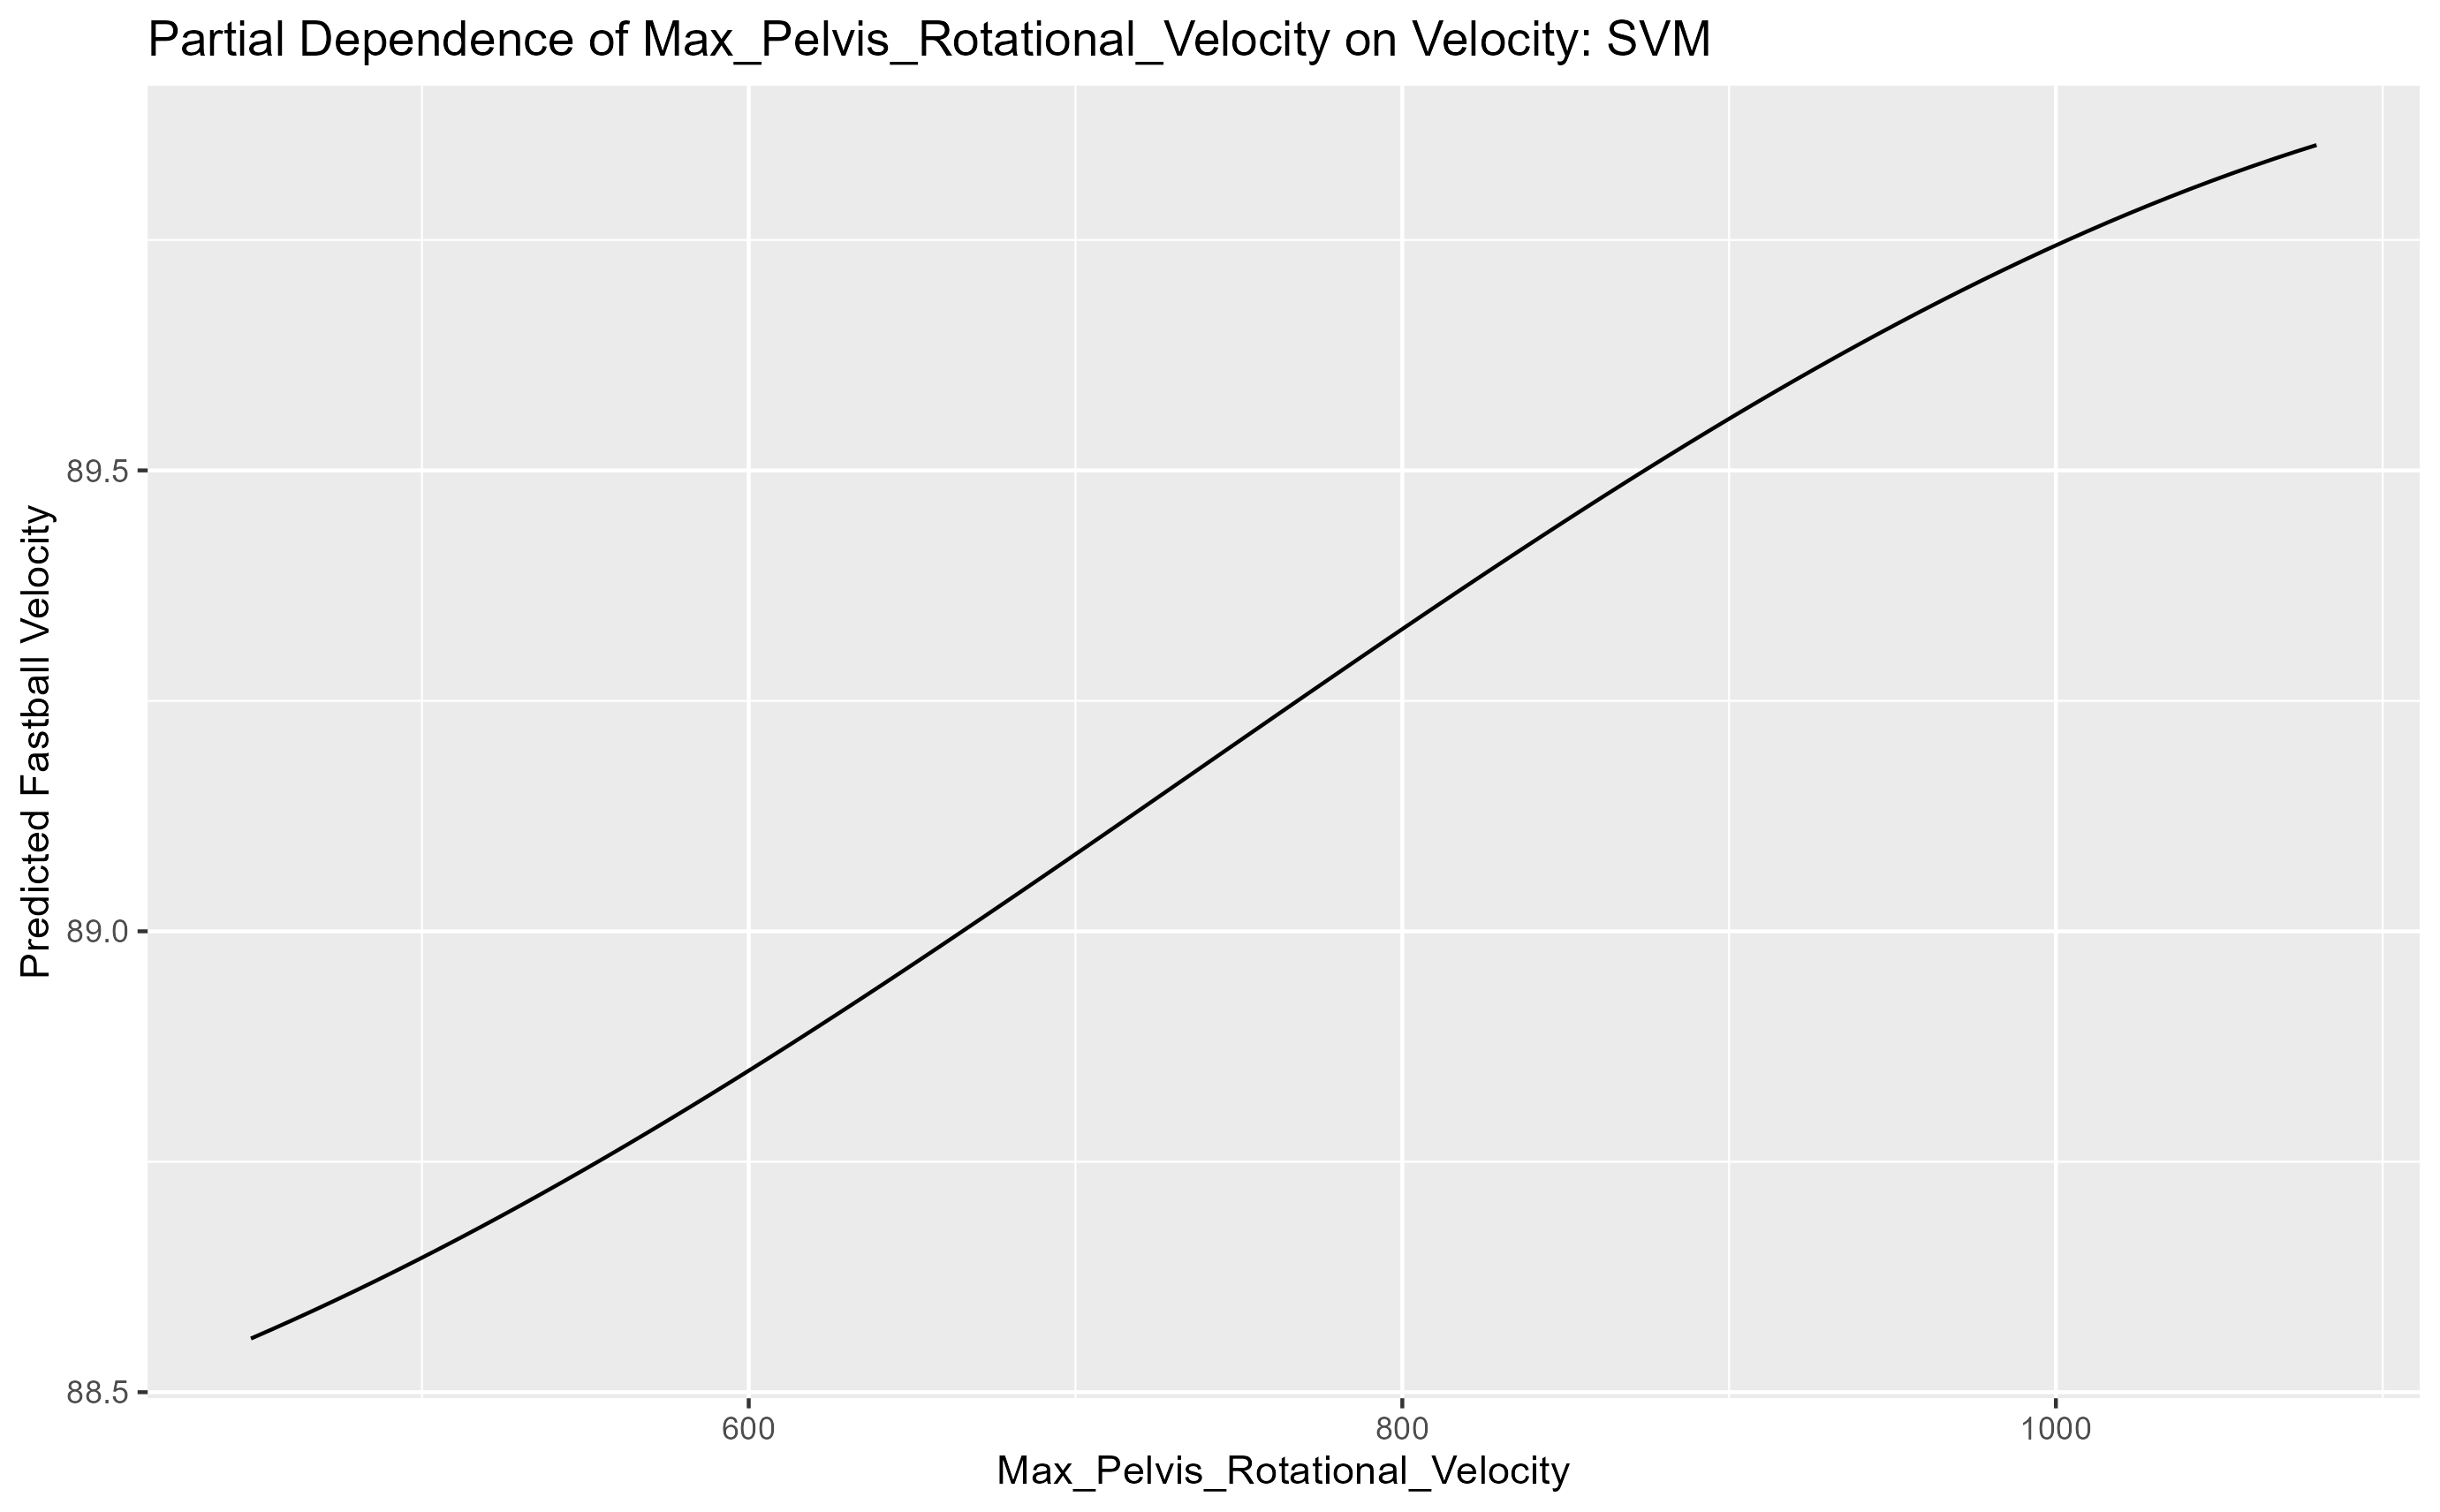 Partial Dependence of Max_Pelvis_Rotational_Velocity on Velocity: SVM
Predicted Fastball Velocity
89.5
89.0
88.5
600
800
1000
Max_Pelvis_Rotational_Velocity